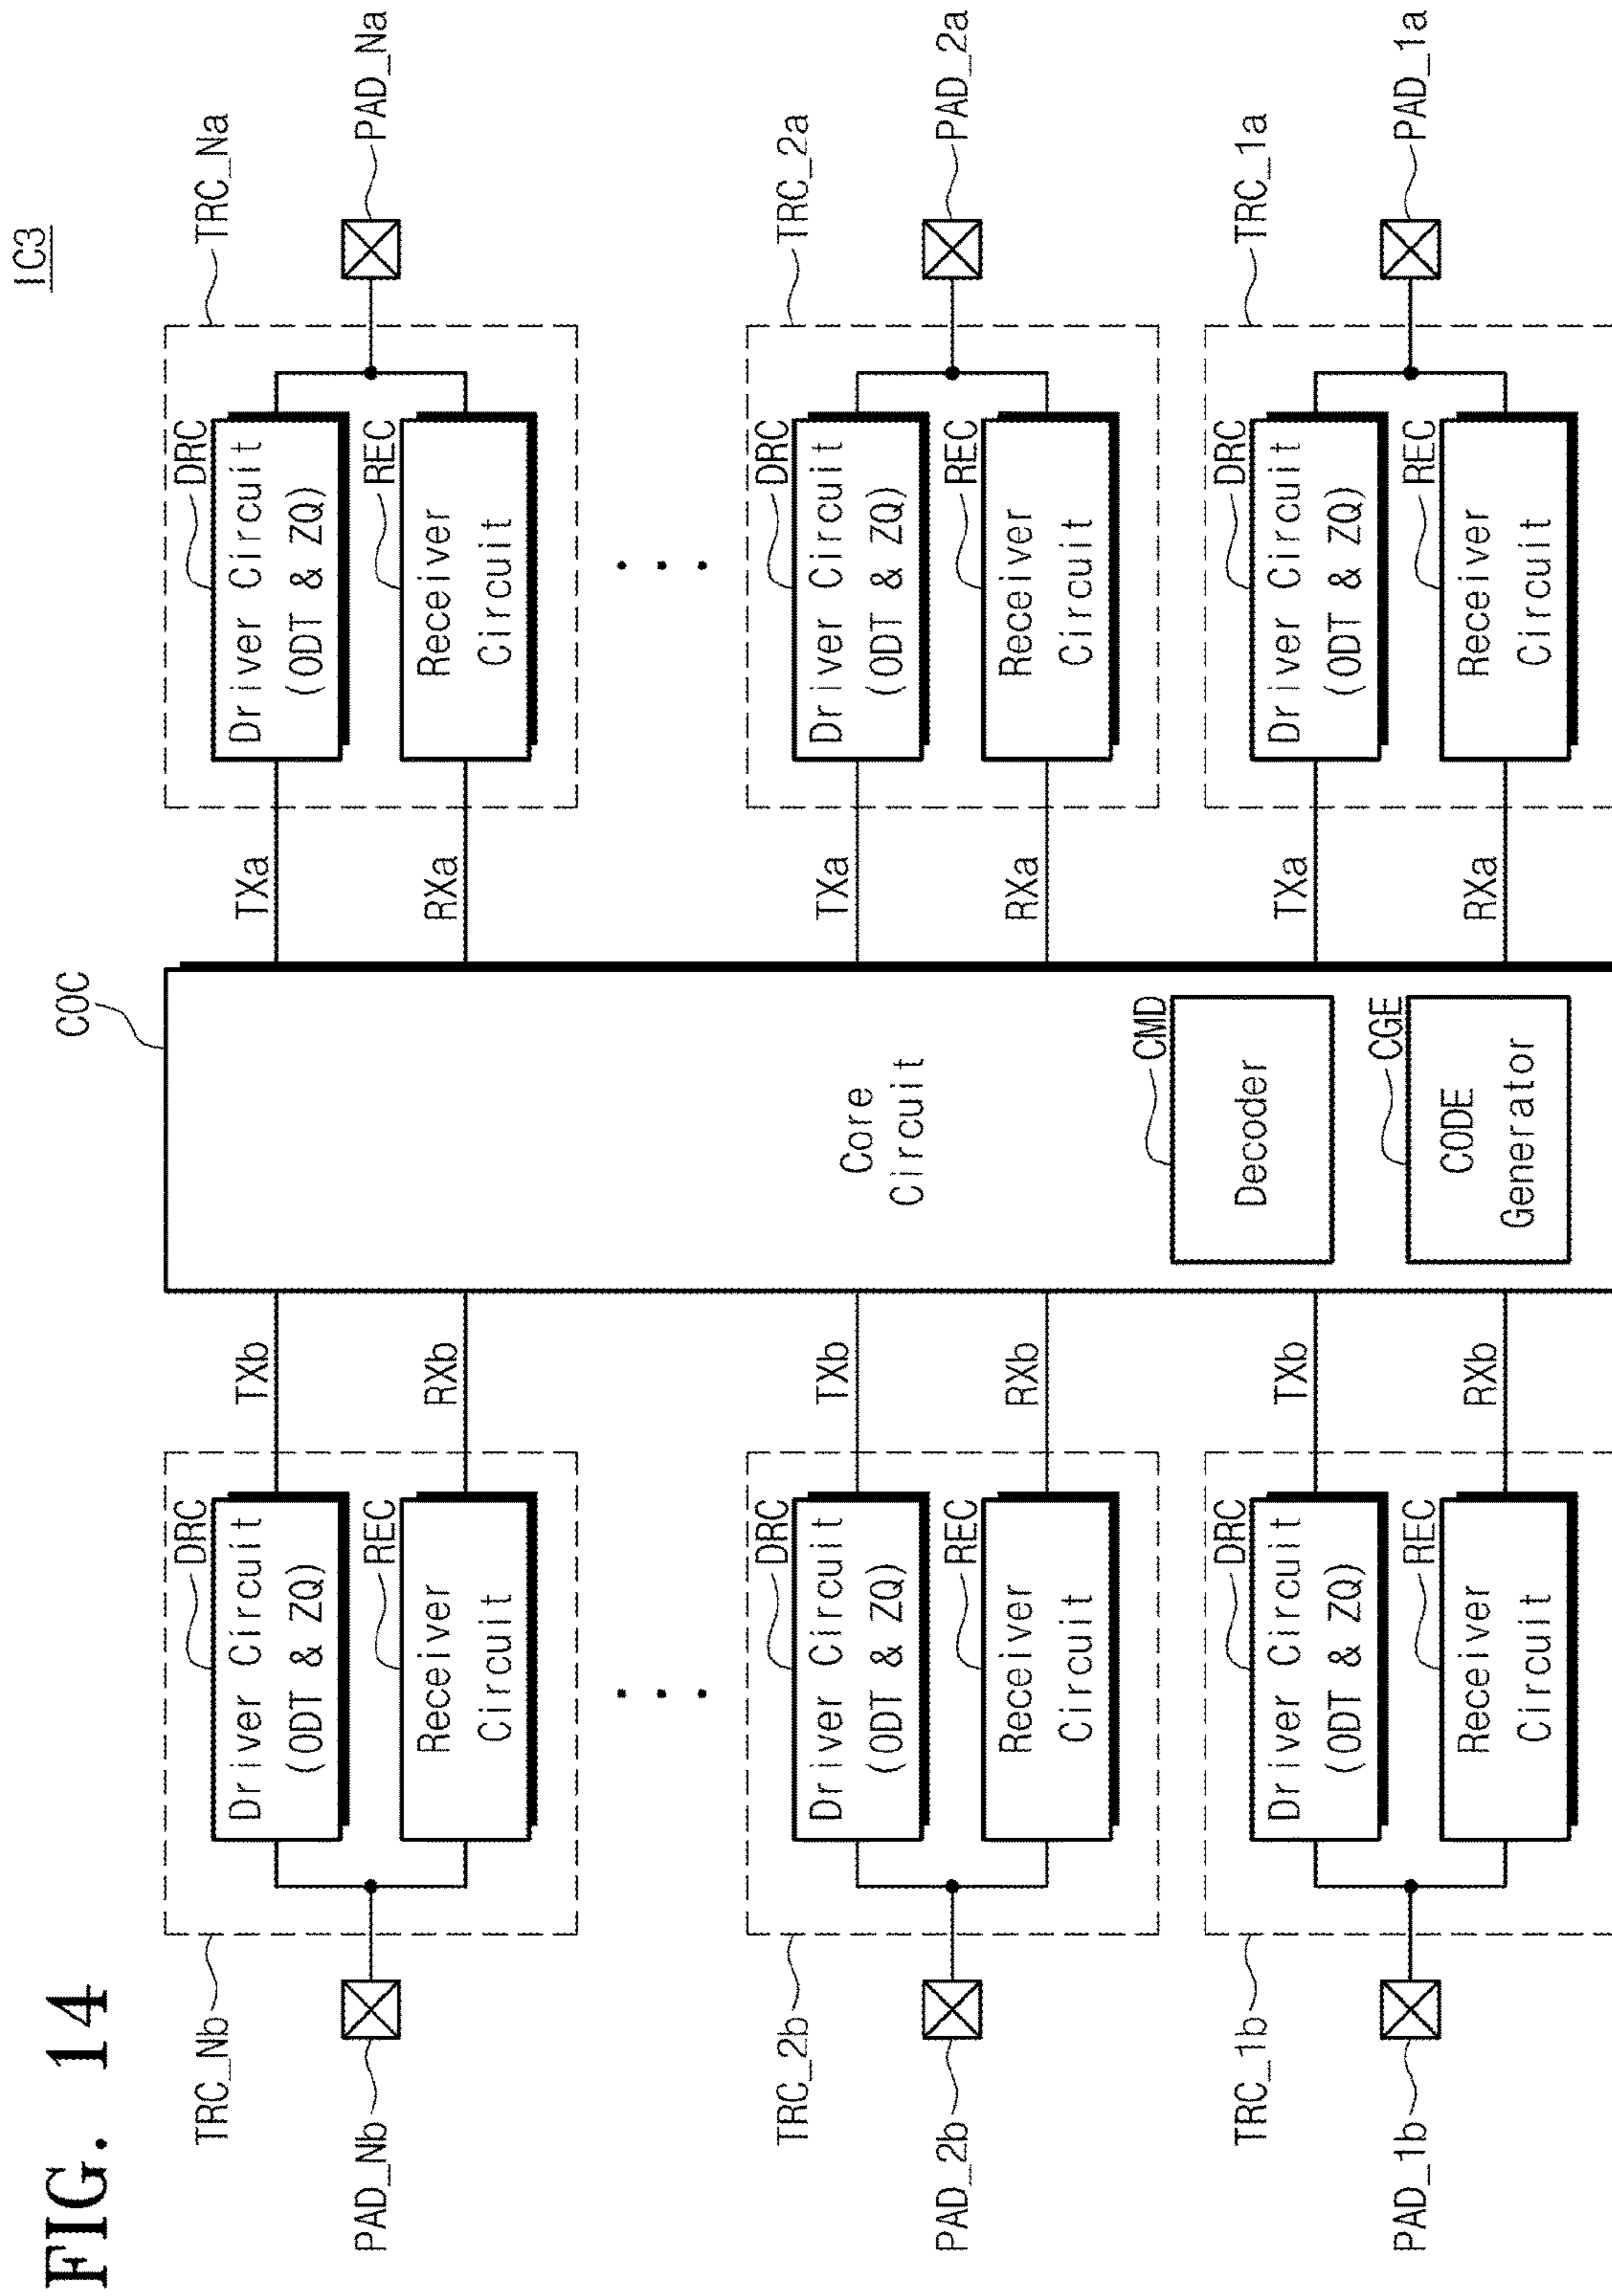 FIG. 14
IC3
TRC_Nb
COC
TRC_Na
PAD_Nb
DRC
Driver Circuit
(ODT & ZQ)
REC
Receiver
Circuit
TXb
RXb
TXa
RXa
DRC
Driver Circuit
(ODT & ZQ)
REC
Receiver
Circuit
PAD_Na
. . .
. . .
TRC_2b
TRC_2a
PAD_2b
DRC
Driver Circuit
(ODT & ZQ)
REC
Receiver
Circuit
TXb
RXb
Core
Circuit
TXa
RXa
DRC
Driver Circuit
(ODT & ZQ)
REC
Receiver
Circuit
PAD_2a
TRC_1b
TRC_1a
PAD_1b
DRC
Driver Circuit
(ODT & ZQ)
REC
Receiver
Circuit
TXb
RXb
CMD
Decoder
CGE
CODE
Generator
TXa
RXa
DRC
Driver Circuit
(ODT & ZQ)
REC
Receiver
Circuit
PAD_1a